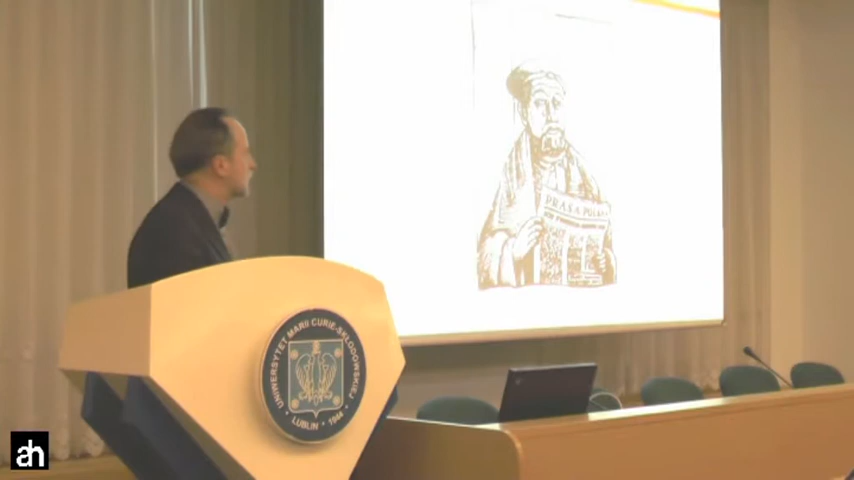 PRASA POLSKA
UNIWERSYTET MARII CURIE-SKŁODOWSKIEJ
· LUBLIN · 1944 ·
ah